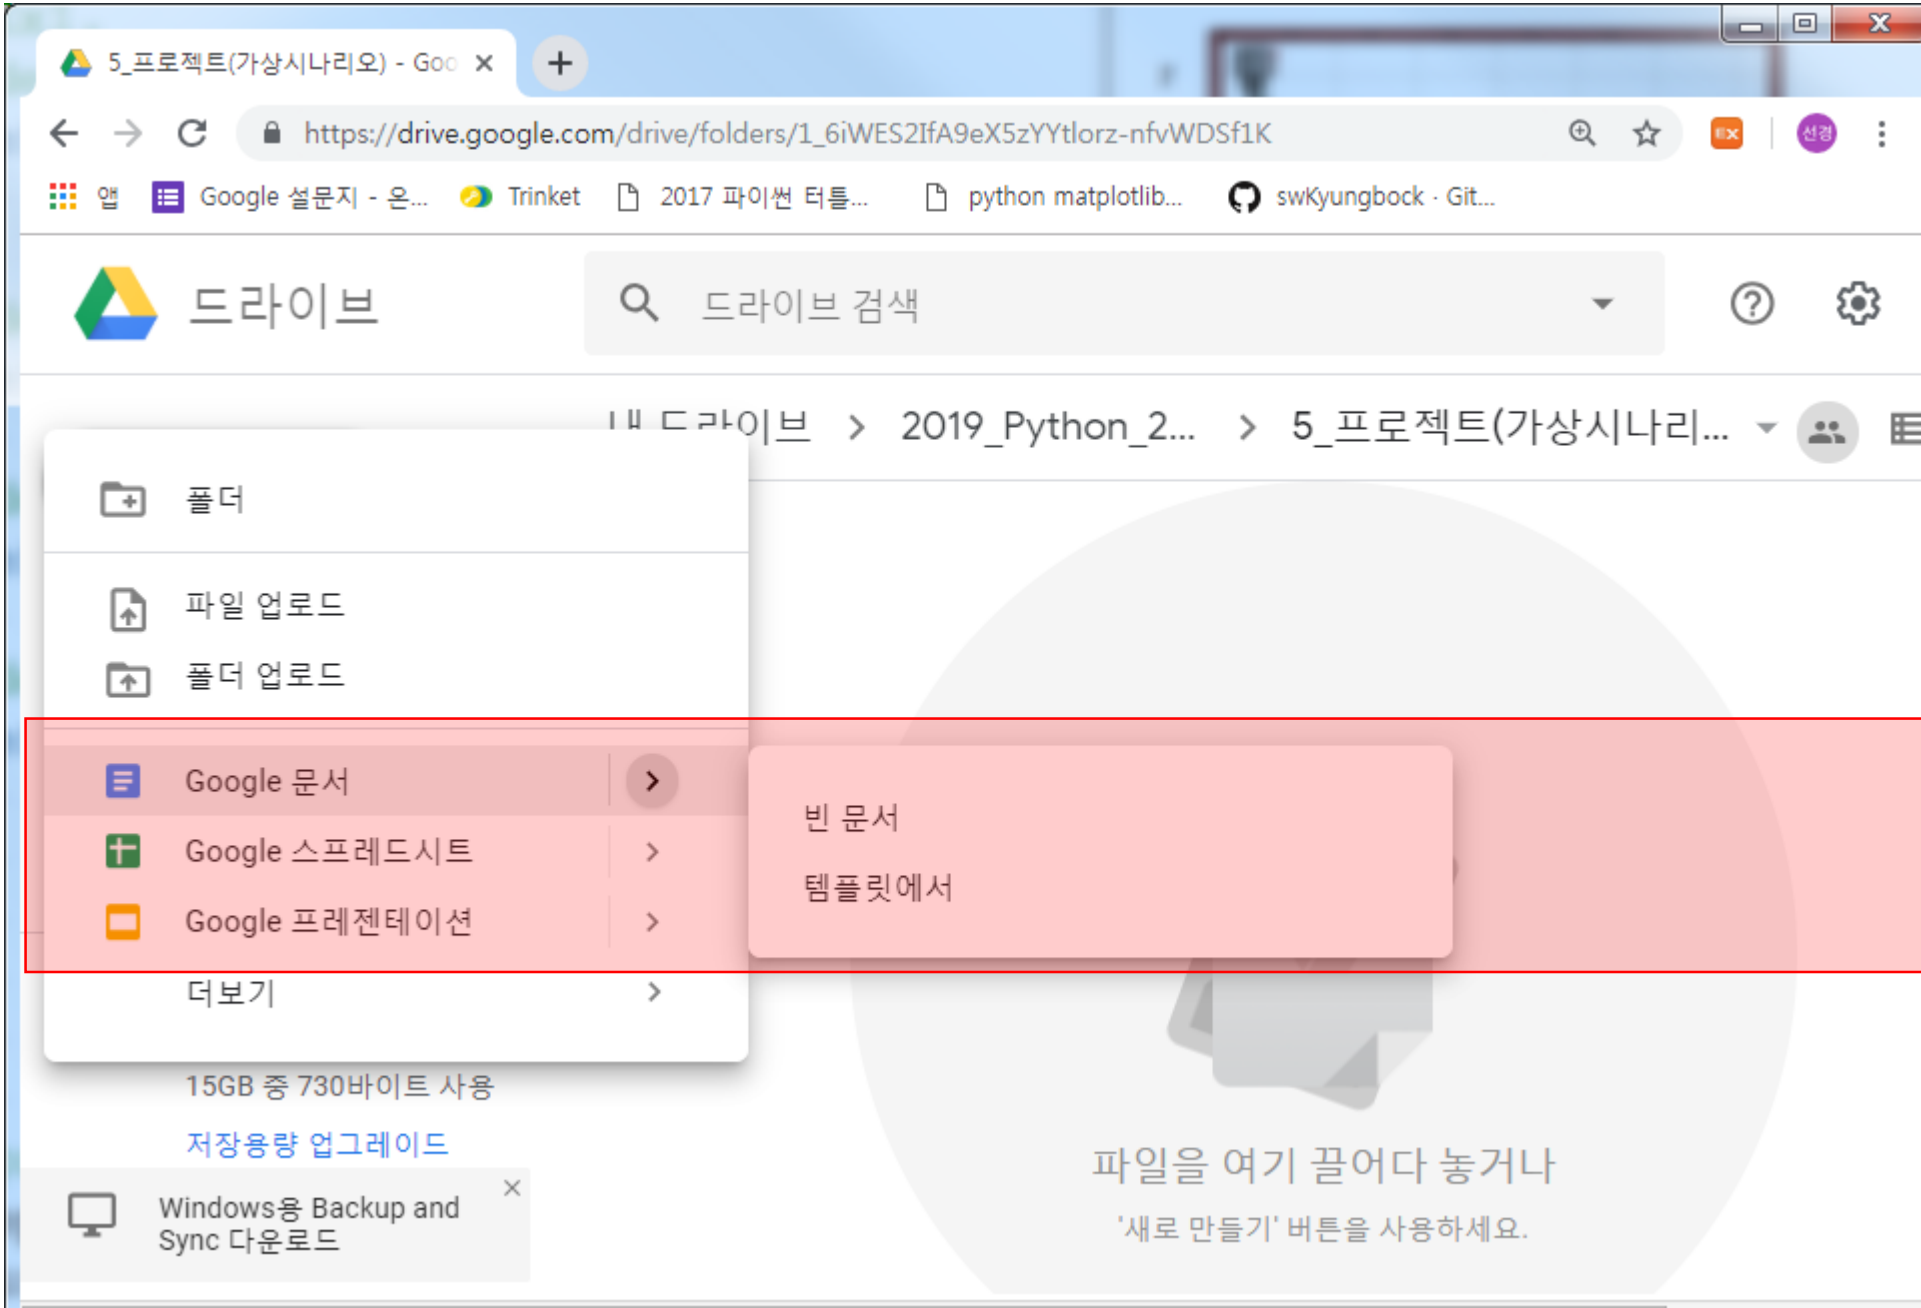 5_프로젝트(가상시나리오) - Goo
https://drive.google.com/drive/folders/1_6iWES2IfA9eX5zYYtlorz-nfvWDSf1K
선경
앱 Google 설문지 - 온... Trinket 2017 파이썬 터틀... python matplotlib... swKyungbock · Git...
드라이브 드라이브 검색
내 드라이브 > 2019_Python_2... > 5_프로젝트(가상시나리...
폴더
파일 업로드
폴더 업로드
Google 문서
빈 문서
Google 스프레드시트
템플릿에서
Google 프레젠테이션
더보기
15GB 중 730바이트 사용
저장용량 업그레이드
파일을 여기 끌어다 놓거나
'새로 만들기' 버튼을 사용하세요.
Windows용 Backup and
Sync 다운로드